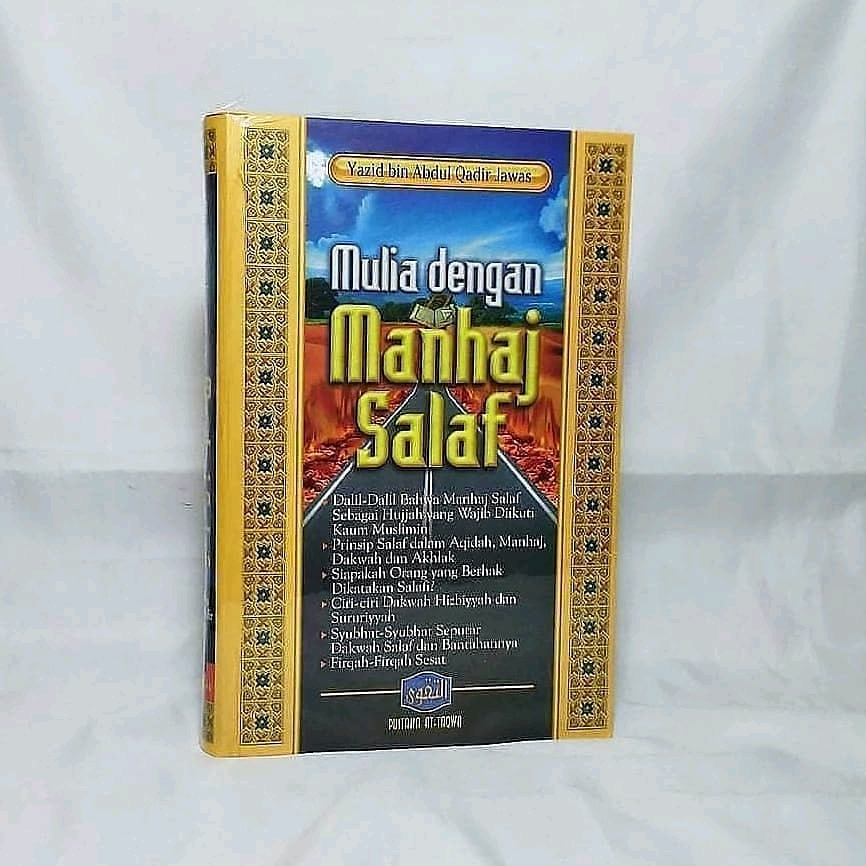 Yazid bin Abdul Qadir Jawas
Mulia dengan
Manhaj
Salaf
Dalil-Dalil Bahwa Manhaj Salaf
Sebagai Hujjah yang Wajib Diikuti
Kaum Muslimin
Prinsip Salaf dalam Aqidah, Manhaj,
Dakwah dan Akhlak
Siapakah Orang yang Berhak
Dikatakan Salafi?
Ciri-ciri Dakwah Hizbiyyah dan
Sururiyyah
Syubhat-Syubhat Seputar
Dakwah Salaf dan Bantahannya
Firqah-Firqah Sesat
التقوى
PUSTAKA AT-TAQWA